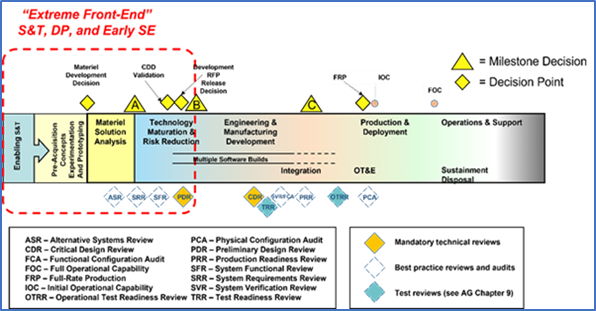 "Extreme Front-End"
S&T, DP, and Early SE
Materiel
Development
Decision
CDD
Validation
Development
RFP
Release
Decision
FRP
IOC
FOC
= Milestone Decision
= Decision Point
A
B
C
Enabling S&T
Pre-Acquisition
Concepts
Experimentation
And Prototyping
Materiel
Solution
Analysis
Technology
Maturation &
Risk Reduction
Engineering &
Manufacturing
Development
Production &
Deployment
Operations & Support
Multiple Software Builds
Integration
OT&E
Sustainment
Disposal
ASR
SRR
SFR
PDR
CDR
TRR
SVR/FCA
PRR
OTRR
PCA
ASR – Alternative Systems Review
CDR – Critical Design Review
FCA – Functional Configuration Audit
FOC – Full Operational Capability
FRP – Full-Rate Production
IOC – Initial Operational Capability
OTRR – Operational Test Readiness Review
PCA – Physical Configuration Audit
PDR – Preliminary Design Review
PRR – Production Readiness Review
SFR – System Functional Review
SRR – System Requirements Review
SVR – System Verification Review
TRR – Test Readiness Review
Mandatory technical reviews
Best practice reviews and audits
Test reviews (see AG Chapter 9)